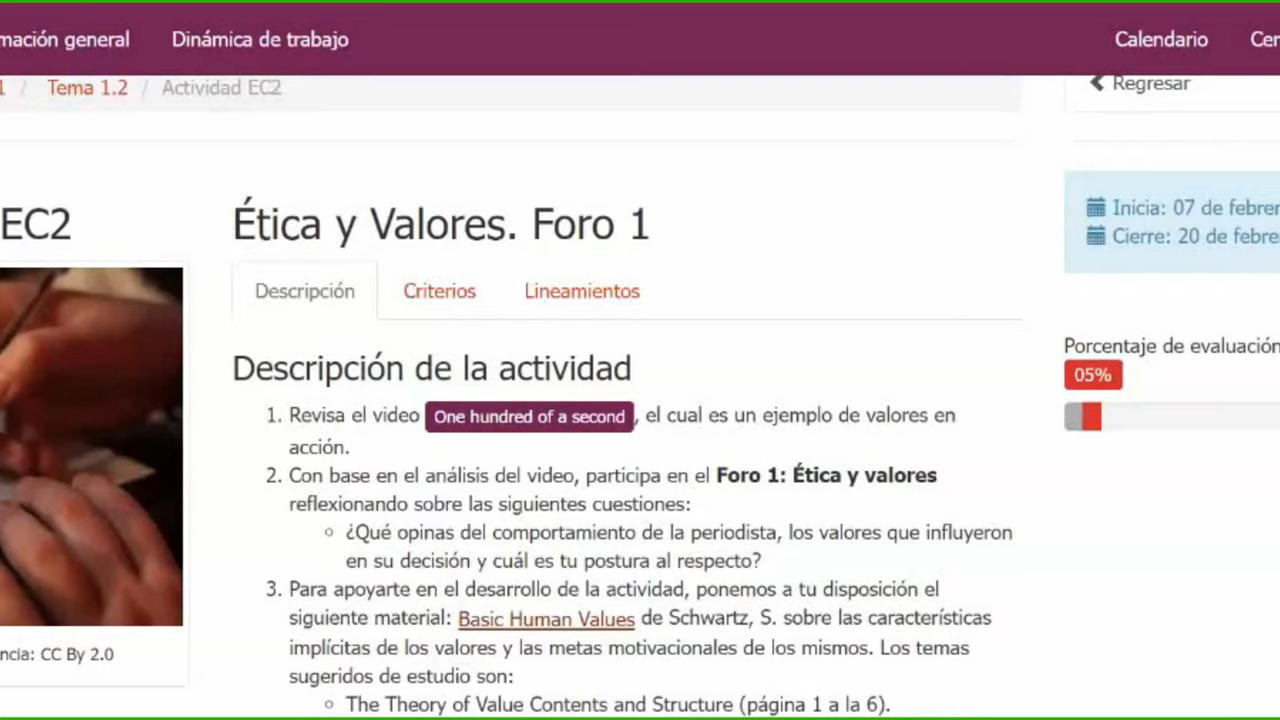 mación general
Dinámica de trabajo
Calendario
Cer
1 / Tema 1.2 / Actividad EC2
Regresar
EC2
Ética y Valores. Foro 1
Inicia: 07 de febrer
Cierre: 20 de febre
Descripción
Criterios
Lineamientos
Porcentaje de evaluación
05%
Descripción de la actividad
1. Revisa el video One hundred of a second , el cual es un ejemplo de valores en
acción.
2. Con base en el análisis del video, participa en el Foro 1: Ética y valores
reflexionando sobre las siguientes cuestiones:
¿Qué opinas del comportamiento de la periodista, los valores que influyeron
en su decisión y cuál es tu postura al respecto?
3. Para apoyarte en el desarrollo de la actividad, ponemos a tu disposición el
siguiente material: Basic Human Values de Schwartz, S. sobre las características
implícitas de los valores y las metas motivacionales de los mismos. Los temas
sugeridos de estudio son:
The Theory of Value Contents and Structure (página 1 a la 6).
ncia: CC By 2.0